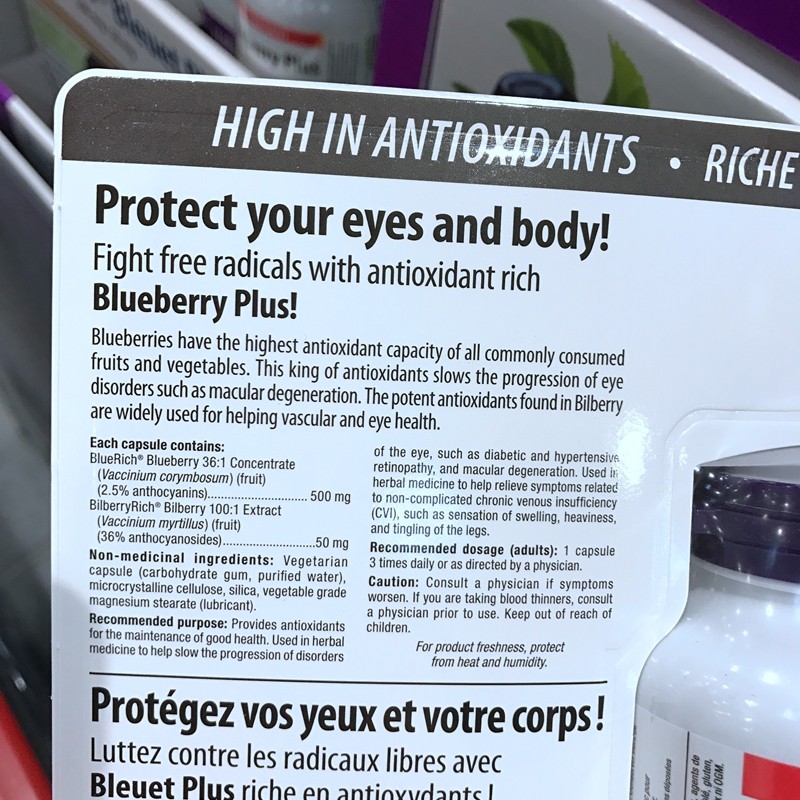 HIGH IN ANTIOXIDANTS • RICHE
Protect your eyes and body!
Fight free radicals with antioxidant rich
Blueberry Plus!
Blueberries have the highest antioxidant capacity of all commonly consumed
fruits and vegetables. This king of antioxidants slows the progression of eye
disorders such as macular degeneration. The potent antioxidants found in Bilberry
are widely used for helping vascular and eye health.
Each capsule contains:
BlueRich® Blueberry 36:1 Concentrate
(Vaccinium corymbosum) (fruit)
(2.5% anthocyanins)............................ 500 mg
BilberryRich® Bilberry 100:1 Extract
(Vaccinium myrtillus) (fruit)
(36% anthocyanosides)........................50 mg
Non-medicinal ingredients: Vegetarian
capsule (carbohydrate gum, purified water),
microcrystalline cellulose, silica, vegetable grade
magnesium stearate (lubricant).
Recommended purpose: Provides antioxidants
for the maintenance of good health. Used in herbal
medicine to help slow the progression of disorders
of the eye, such as diabetic and hypertensive
retinopathy, and macular degeneration. Used in
herbal medicine to help relieve symptoms related
to non-complicated chronic venous insufficiency
(CVI), such as sensation of swelling, heaviness,
and tingling of the legs.
Recommended dosage (adults): 1 capsule
3 times daily or as directed by a physician.
Caution: Consult a physician if symptoms
worsen. If you are taking blood thinners, consult
a physician prior to use. Keep out of reach of
children.
For product freshness, protect
from heat and humidity.
Protégez vos yeux et votre corps!
Luttez contre les radicaux libres avec
Bleuet Plus riche en antioxydants!
Bleuet
Plus
pour
déposées
agents de
gluten,
ni OGM.